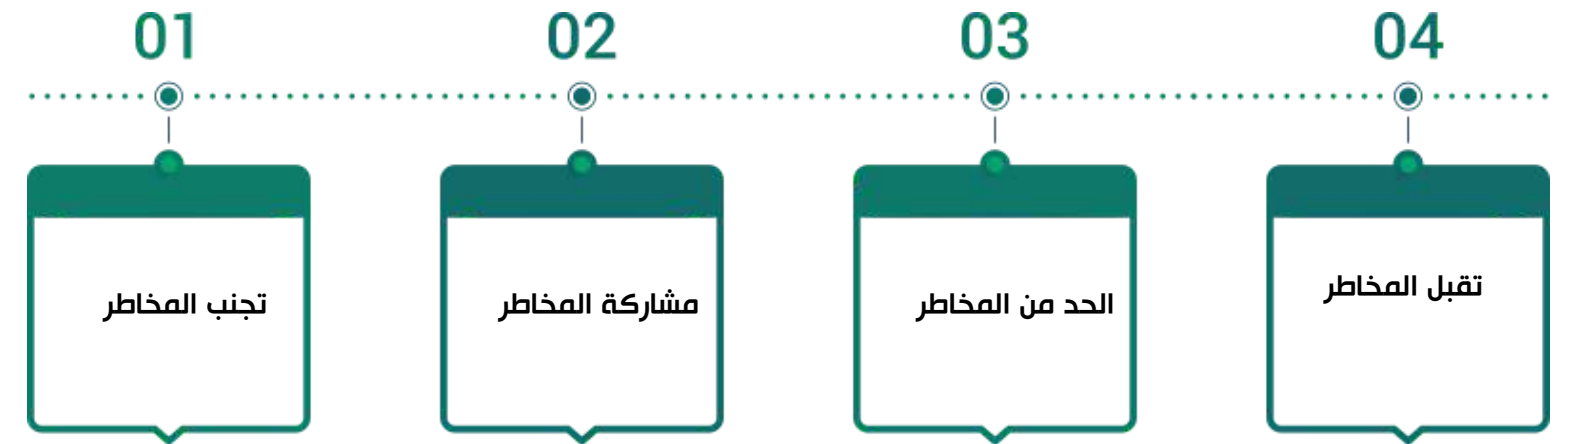 01
02
03
04
تجنب المخاطر
مشاركة المخاطر
الحد من المخاطر
تقبل المخاطر